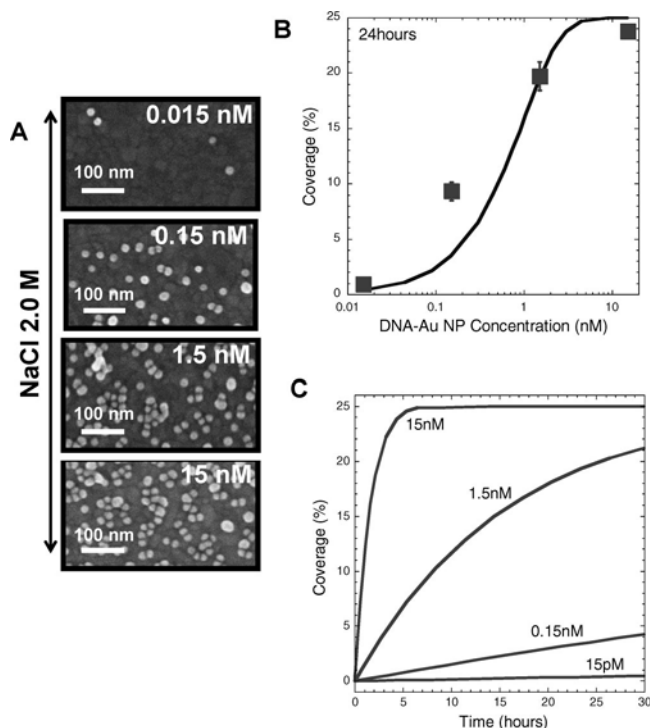 A
NaCl 2.0 M
0.015 nM
100 nm
0.15 nM
100 nm
1.5 nM
100 nm
15 nM
100 nm
B
24hours
Coverage (%)
25
20
15
10
5
0
0.01 0.1 1 10
DNA-Au NP Concentration (nM)
C
Coverage (%)
25
20
15
10
5
0
15nM
1.5nM
0.15nM
15pM
0 5 10 15 20 25 30
Time (hours)